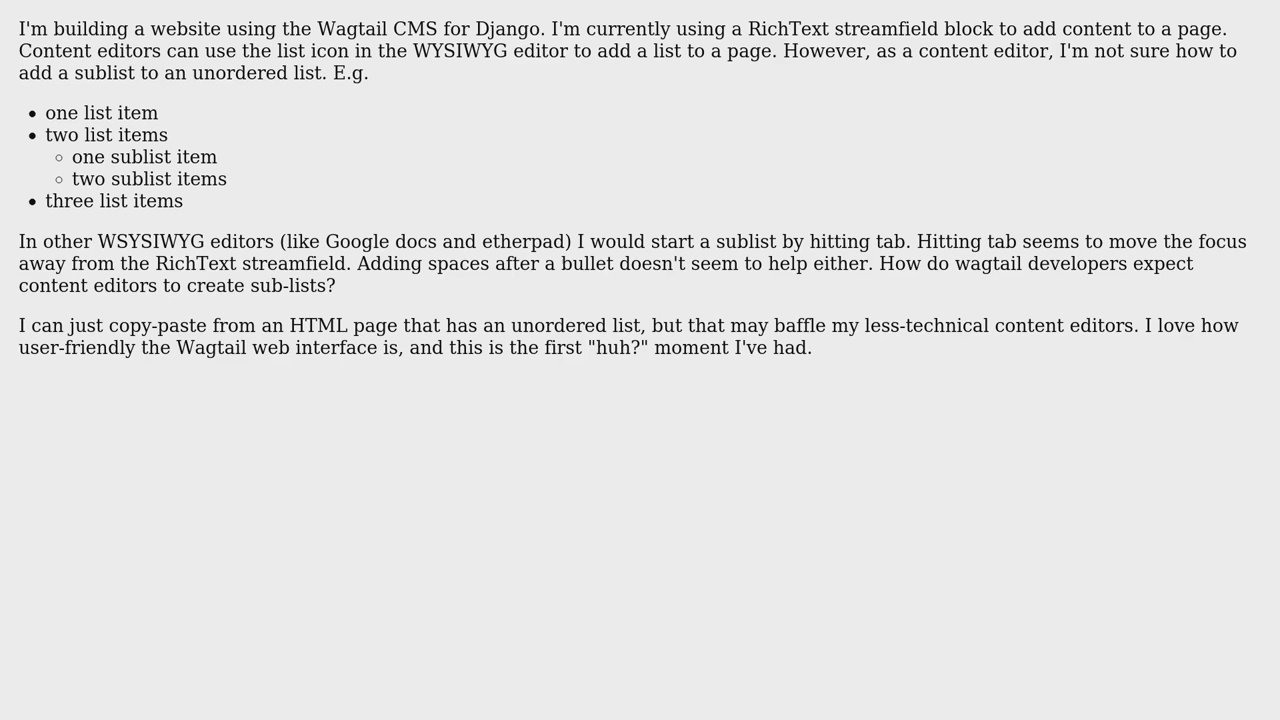 I'm building a website using the Wagtail CMS for Django. I'm currently using a RichText streamfield block to add content to a page.
Content editors can use the list icon in the WYSIWYG editor to add a list to a page. However, as a content editor, I'm not sure how to
add a sublist to an unordered list. E.g.
• one list item
• two list items
◦ one sublist item
◦ two sublist items
• three list items
In other WSYSIWYG editors (like Google docs and etherpad) I would start a sublist by hitting tab. Hitting tab seems to move the focus
away from the RichText streamfield. Adding spaces after a bullet doesn't seem to help either. How do wagtail developers expect
content editors to create sub-lists?
I can just copy-paste from an HTML page that has an unordered list, but that may baffle my less-technical content editors. I love how
user-friendly the Wagtail web interface is, and this is the first "huh?" moment I've had.